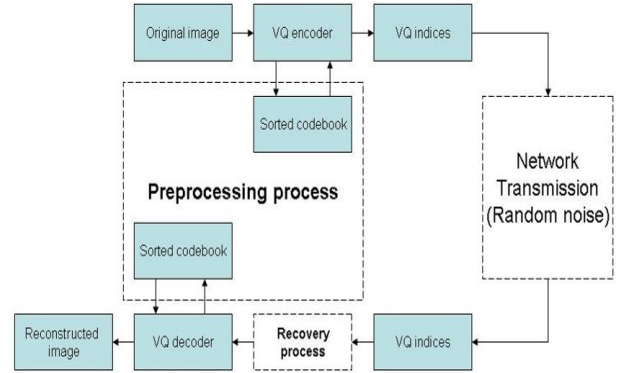 Original image
VQ encoder
VQ indices
Sorted codebook
Preprocessing process
Network
Transmission
(Random noise)
Sorted codebook
Reconstructed
image
VQ decoder
Recovery
process
VQ indices